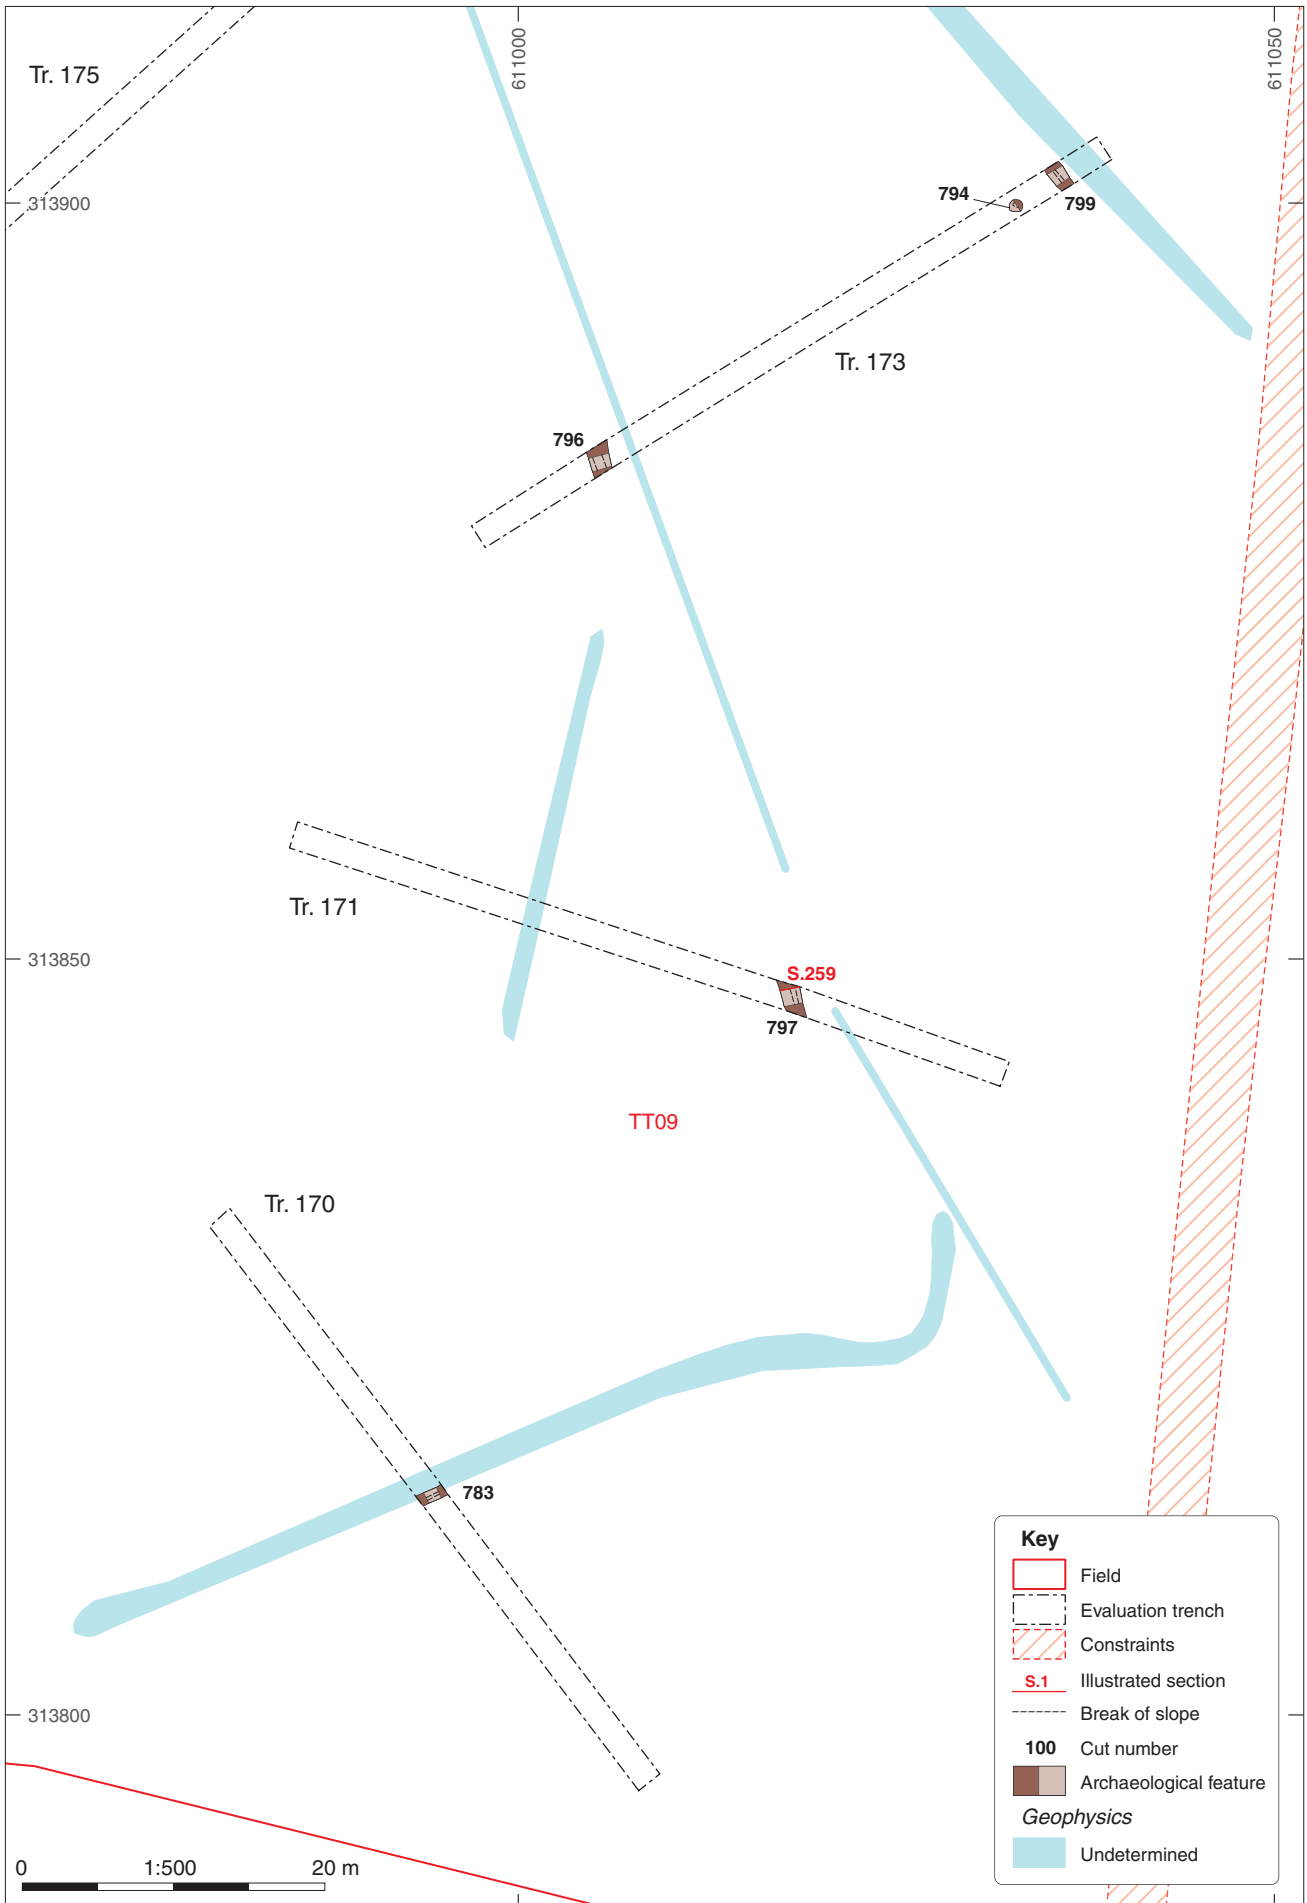 611000
611050
Tr. 175
313900
794
799
Tr. 173
796
Tr. 171
313850
S.259
797
TT09
Tr. 170
783
313800
0 1:500 20 m
Key
Field
Evaluation trench
Constraints
S.1 Illustrated section
Break of slope
100 Cut number
Archaeological feature
Geophysics
Undetermined